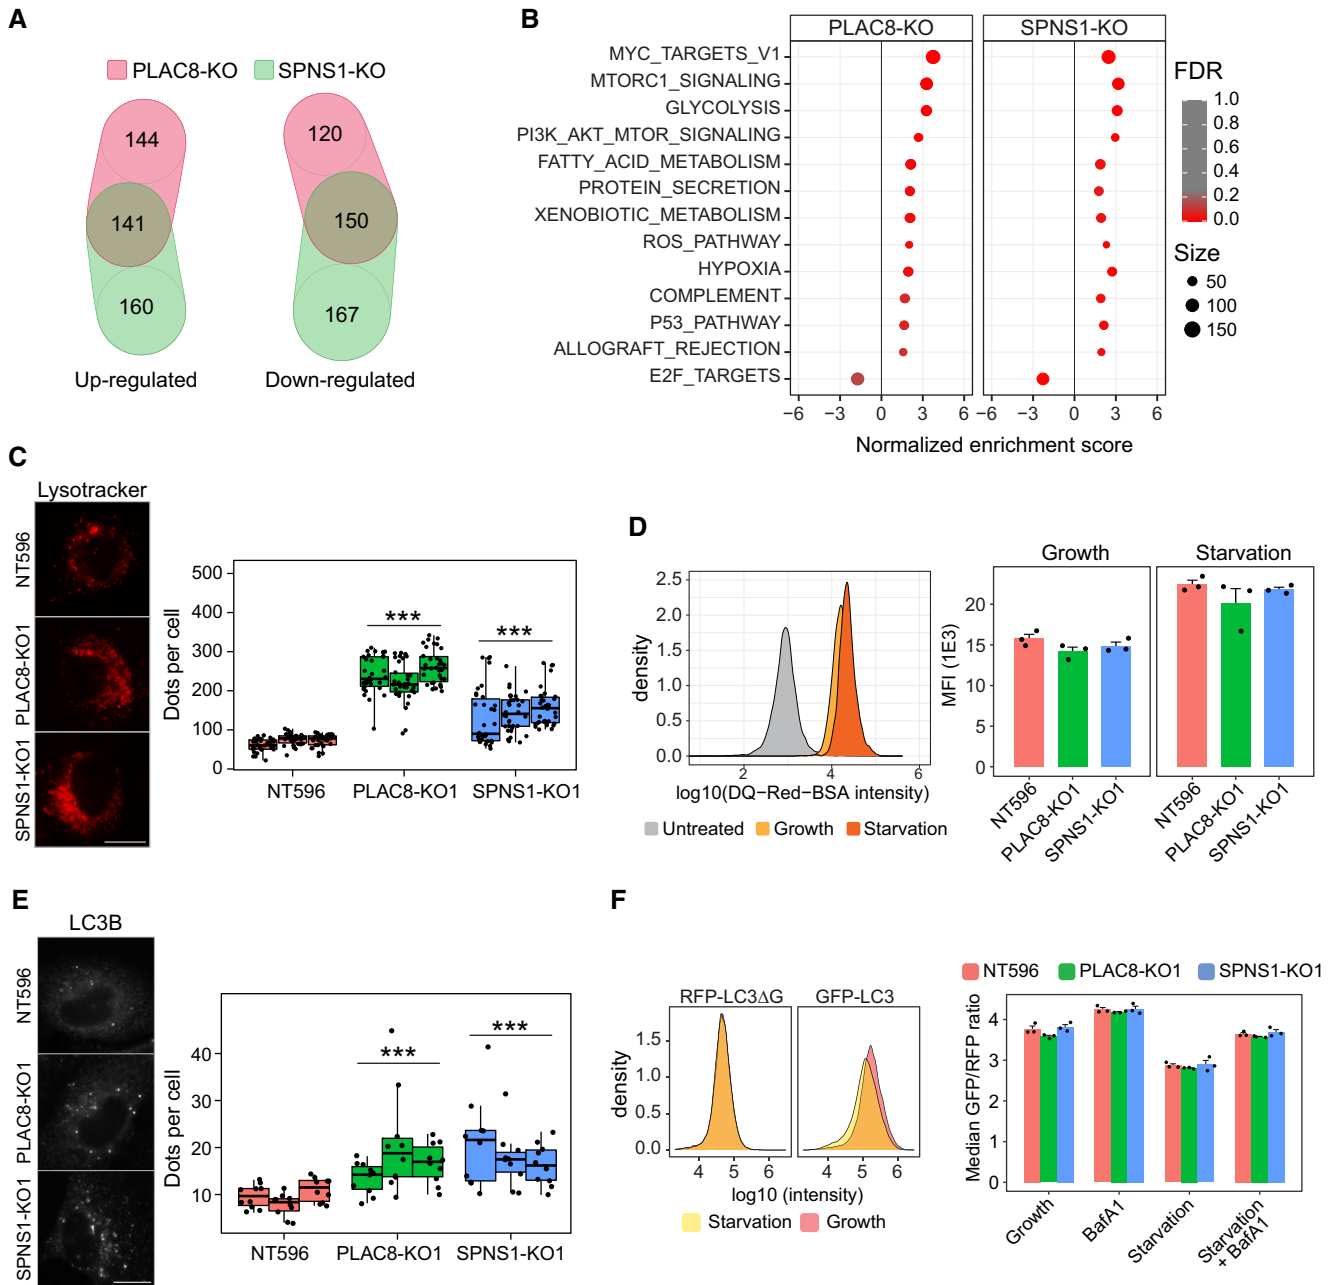 A
PLAC8-KO SPNS1-KO
144
120
141
150
160
167
Up-regulated
Down-regulated
B
PLAC8-KO
SPNS1-KO
MYC_TARGETS_V1
MTORC1_SIGNALING
GLYCOLYSIS
PI3K_AKT_MTOR_SIGNALING
FATTY_ACID_METABOLISM
PROTEIN_SECRETION
XENOBIOTIC_METABOLISM
ROS_PATHWAY
HYPOXIA
COMPLEMENT
P53_PATHWAY
ALLOGRAFT_REJECTION
E2F_TARGETS
−6 −3 0 3 6
−6 −3 0 3 6
Normalized enrichment score
FDR
1.0
0.8
0.6
0.4
0.2
0.0
Size
50
100
150
C
Lysotracker
NT596
PLAC8-KO1
SPNS1-KO1
Dots per cell
500
400
300
200
100
0
***
***
NT596 PLAC8-KO1 SPNS1-KO1
D
density
2.5
2.0
1.5
1.0
0.5
0.0
2 4 6
log10(DQ−Red−BSA intensity)
Untreated Growth Starvation
Growth
Starvation
MFI (1E3)
20
15
10
5
0
NT596
PLAC8-KO1
SPNS1-KO1
NT596
PLAC8-KO1
SPNS1-KO1
E
LC3B
NT596
PLAC8-KO1
SPNS1-KO1
Dots per cell
40
30
20
10
***
***
NT596 PLAC8-KO1 SPNS1-KO1
F
RFP-LC3ΔG
GFP-LC3
density
1.5
1.0
0.5
0.0
4 5 6
4 5 6
log10 (intensity)
Starvation Growth
NT596 PLAC8-KO1 SPNS1-KO1
Median GFP/RFP ratio
4
3
2
1
0
Growth
BafA1
Starvation
Starvation
+ BafA1